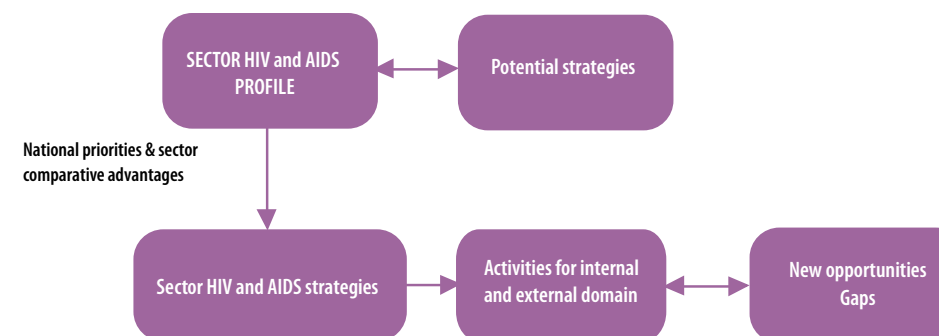 SECTOR HIV and AIDS
PROFILE
Potential strategies
National priorities & sector
comparative advantages
Sector HIV and AIDS strategies
Activities for internal
and external domain
New opportunities
Gaps